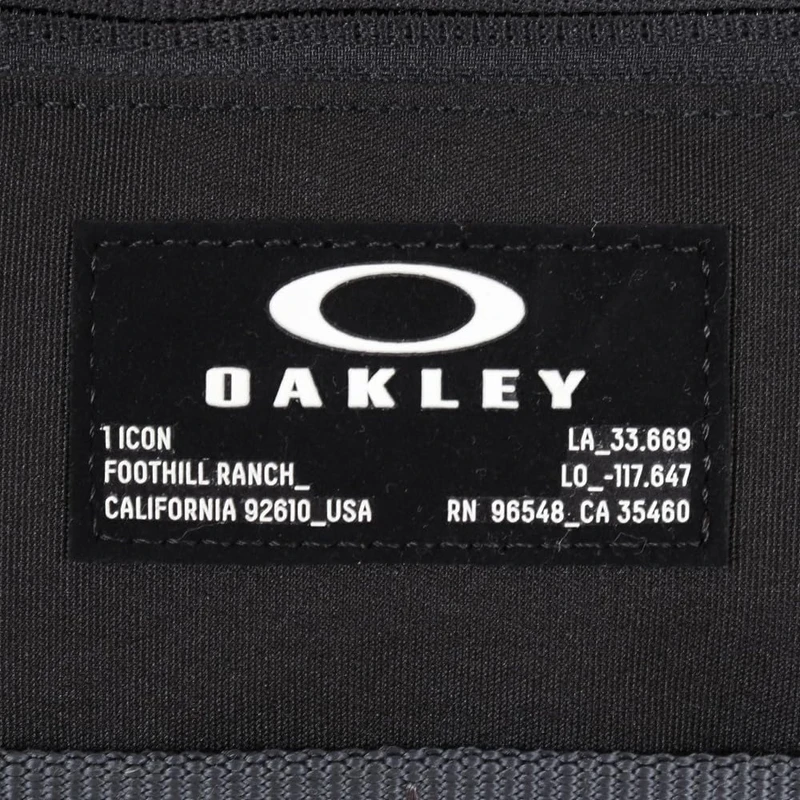 OAKLEY
1 ICON
FOOTHILL RANCH_
CALIFORNIA 92610_USA
LA_33.669
LO_-117.647
RN 96548_CA 35460